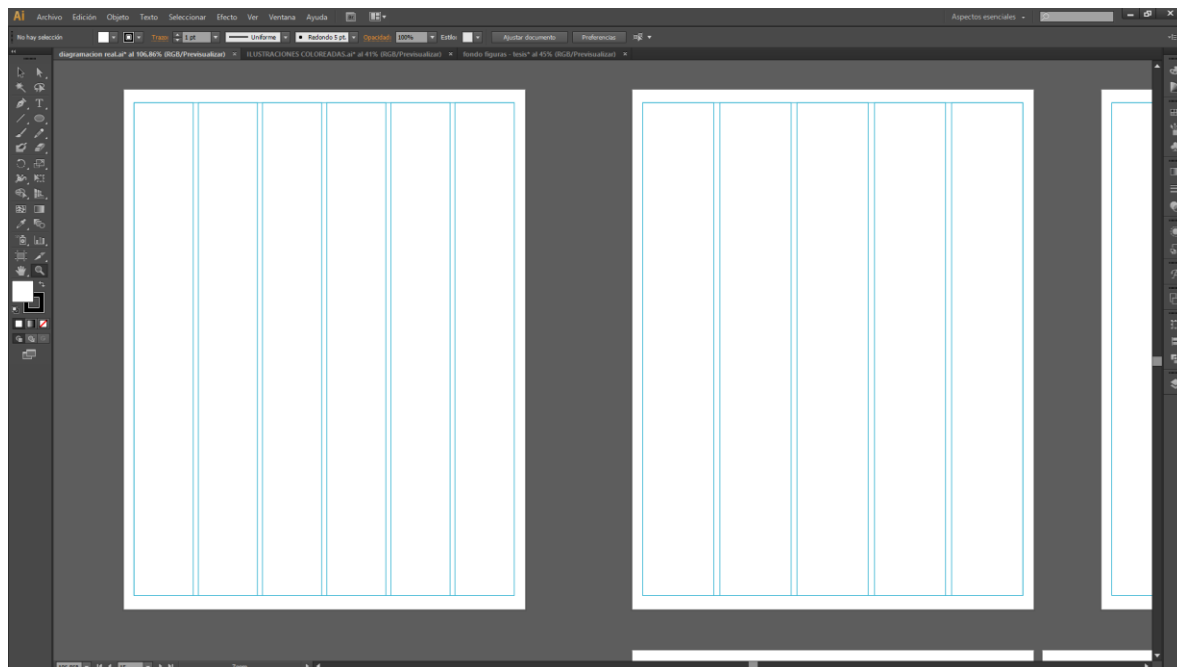 Ai Archivo Edición Objeto Texto Seleccionar Efecto Ver Ventana Ayuda Aspectos esenciales
No hay selección Trazo: 1 pt Uniforme Redondo 5 pt. Opacidad: 100% Estilo: Ajustar documento Preferencias
diagramacion real.ai* al 106,86% (RGB/Previsualizar) × ILUSTRACIONES COLOREADAS.ai* al 41% (RGB/Previsualizar) × fondo figuras - tesis* al 45% (RGB/Previsualizar) ×